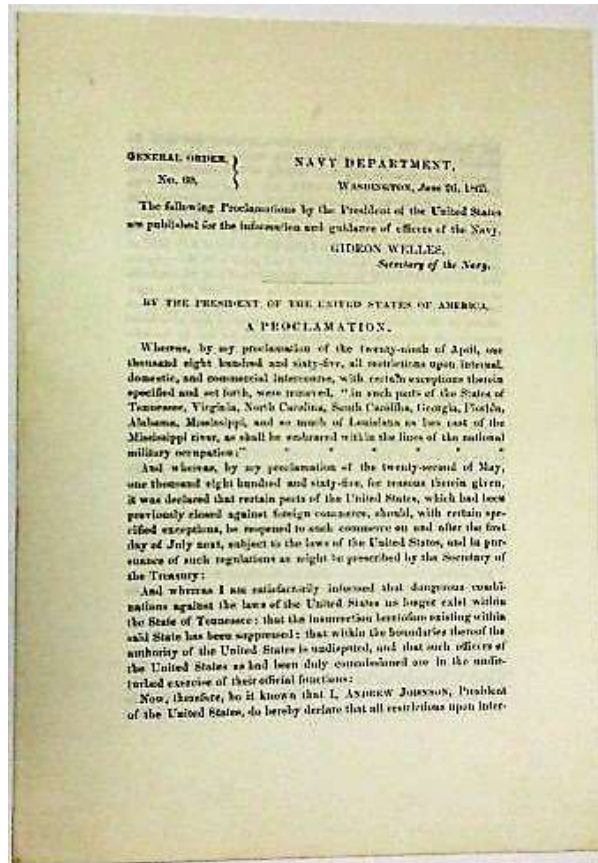 GENERAL ORDER, } NAVY DEPARTMENT,
No. 60. WASHINGTON, June 26, 1865.
The following Proclamations by the President of the United States
are published for the information and guidance of officers of the Navy.
GIDEON WELLES,
Secretary of the Navy.
BY THE PRESIDENT OF THE UNITED STATES OF AMERICA.
A PROCLAMATION.
Whereas, by my proclamation of the twenty-ninth of April, one
thousand eight hundred and sixty-five, all restrictions upon internal,
domestic, and commercial intercourse, with certain exceptions therein
specified and set forth, were removed, "in such parts of the States of
Tennessee, Virginia, North Carolina, South Carolina, Georgia, Florida,
Alabama, Mississippi, and so much of Louisiana as lies east of the
Mississippi river, as shall be embraced within the lines of the national
military occupation;" * * * * * *
And whereas, by my proclamation of the twenty-second of May,
one thousand eight hundred and sixty-five, for reasons therein given,
it was declared that certain ports of the United States, which had been
previously closed against foreign commerce, should, with certain spe-
cified exceptions, be reopened to such commerce on and after the first
day of July next, subject to the laws of the United States, and in pur-
suance of such regulations as might be prescribed by the Secretary of
the Treasury:
And whereas I am satisfactorily informed that dangerous combi-
nations against the laws of the United States no longer exist within
the State of Tennessee; that the insurrection heretofore existing within
said State has been suppressed; that within the boundaries thereof the
authority of the United States is undisputed, and that such officers of
the United States as had been duly commissioned are in the undis-
turbed exercise of their official functions:
Now, therefore, be it known that I, ANDREW JOHNSON, President
of the United States, do hereby declare that all restrictions upon inter-